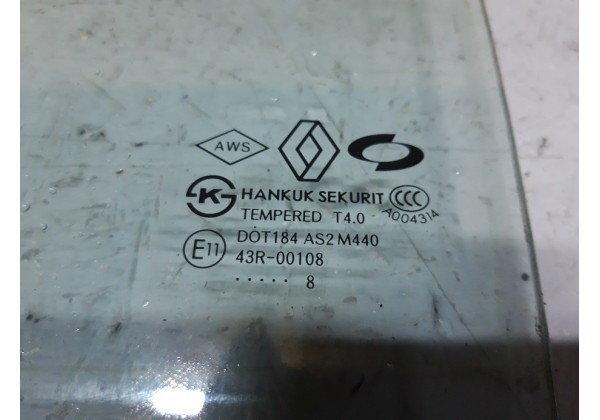 AWS
HANKUK SEKURIT CCC
TEMPERED T4.0 A004314
DOT184 AS2 M440
E11 43R-00108
..... 8